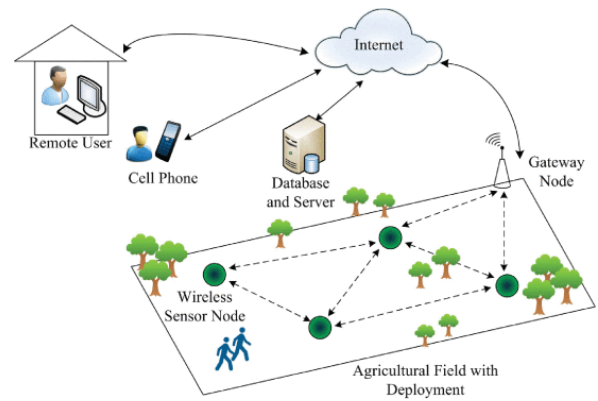 Internet
Remote User
Cell Phone
Database
and Server
Gateway
Node
Wireless
Sensor Node
Agricultural Field with
Deployment